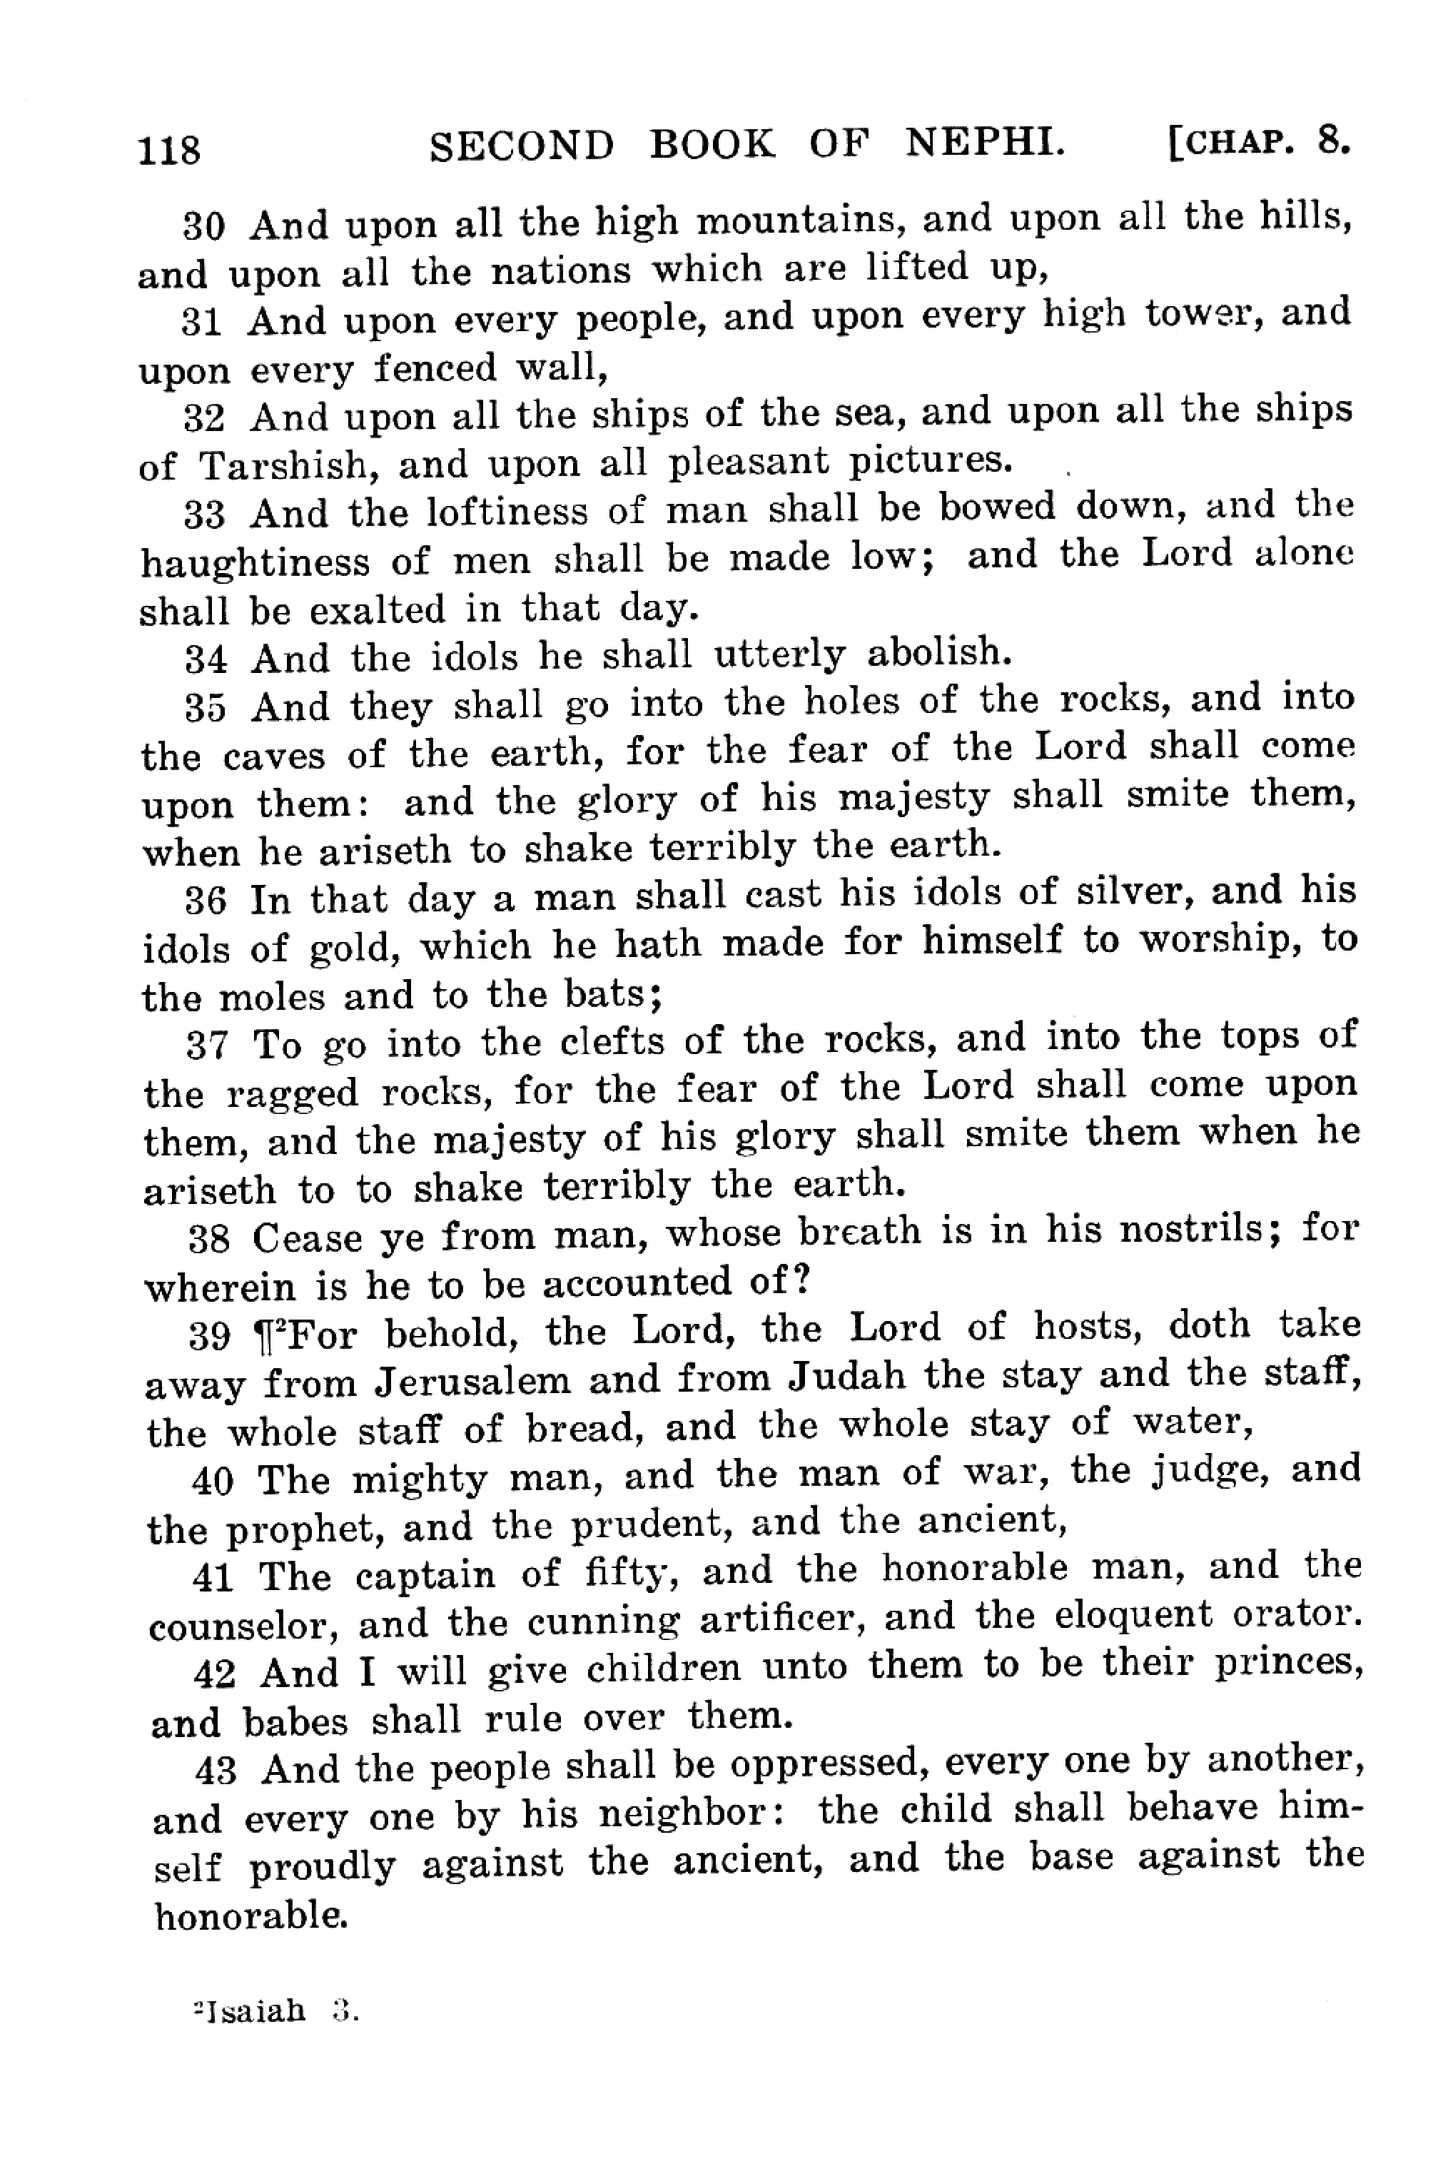 118 SECOND BOOK OF NEPHI. [CHAP. 8.
30 And upon all the high mountains, and upon all the hills,
and upon all the nations which are lifted up,
31 And upon every people, and upon every high tower, and
upon every fenced wall,
32 And upon all the ships of the sea, and upon all the ships
of Tarshish, and upon all pleasant pictures.
33 And the loftiness of man shall be bowed down, and the
haughtiness of men shall be made low; and the Lord alone
shall be exalted in that day.
34 And the idols he shall utterly abolish.
35 And they shall go into the holes of the rocks, and into
the caves of the earth, for the fear of the Lord shall come
upon them: and the glory of his majesty shall smite them,
when he ariseth to shake terribly the earth.
36 In that day a man shall cast his idols of silver, and his
idols of gold, which he hath made for himself to worship, to
the moles and to the bats;
37 To go into the clefts of the rocks, and into the tops of
the ragged rocks, for the fear of the Lord shall come upon
them, and the majesty of his glory shall smite them when he
ariseth to to shake terribly the earth.
38 Cease ye from man, whose breath is in his nostrils; for
wherein is he to be accounted of?
39 ¶²For behold, the Lord, the Lord of hosts, doth take
away from Jerusalem and from Judah the stay and the staff,
the whole staff of bread, and the whole stay of water,
40 The mighty man, and the man of war, the judge, and
the prophet, and the prudent, and the ancient,
41 The captain of fifty, and the honorable man, and the
counselor, and the cunning artificer, and the eloquent orator.
42 And I will give children unto them to be their princes,
and babes shall rule over them.
43 And the people shall be oppressed, every one by another,
and every one by his neighbor: the child shall behave him-
self proudly against the ancient, and the base against the
honorable.
²Isaiah 3.